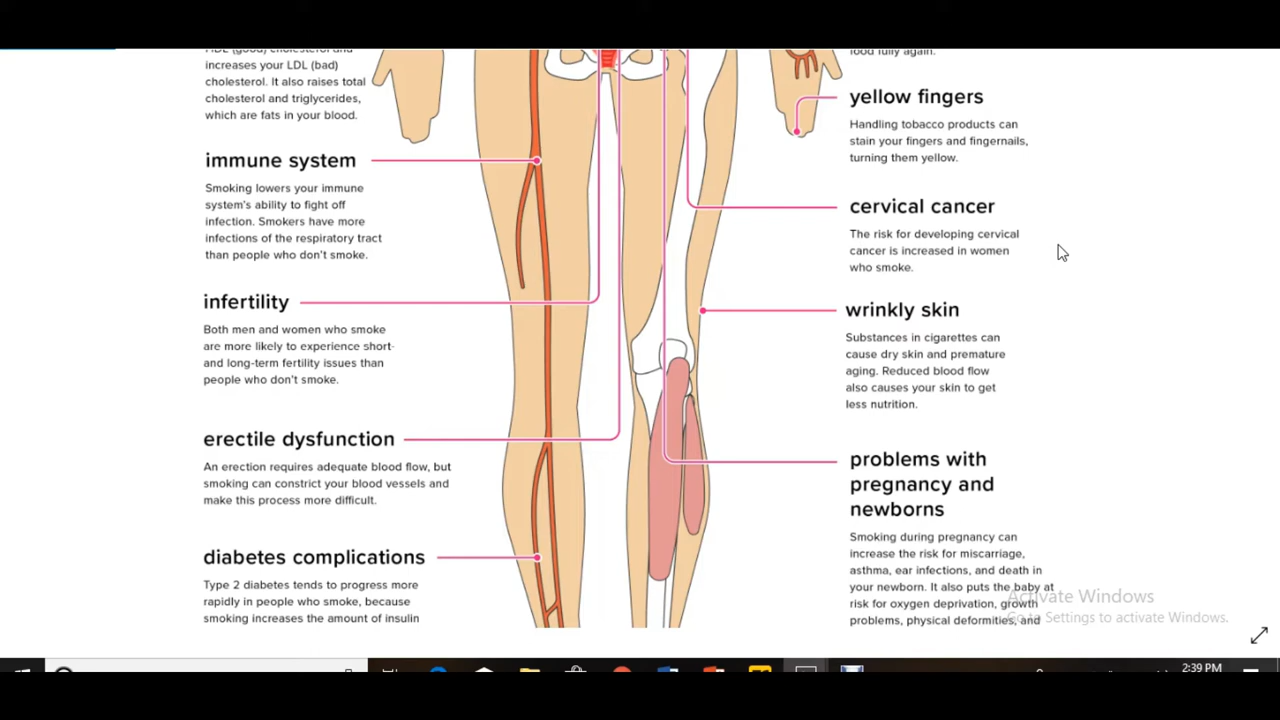 HDL (good) cholesterol and
increases your LDL (bad)
cholesterol. It also raises total
cholesterol and triglycerides,
which are fats in your blood.
immune system
Smoking lowers your immune
system's ability to fight off
infection. Smokers have more
infections of the respiratory tract
than people who don't smoke.
infertility
Both men and women who smoke
are more likely to experience short-
and long-term fertility issues than
people who don't smoke.
erectile dysfunction
An erection requires adequate blood flow, but
smoking can constrict your blood vessels and
make this process more difficult.
diabetes complications
Type 2 diabetes tends to progress more
rapidly in people who smoke, because
smoking increases the amount of insulin
food fully again.
yellow fingers
Handling tobacco products can
stain your fingers and fingernails,
turning them yellow.
cervical cancer
The risk for developing cervical
cancer is increased in women
who smoke.
wrinkly skin
Substances in cigarettes can
cause dry skin and premature
aging. Reduced blood flow
also causes your skin to get
less nutrition.
problems with
pregnancy and
newborns
Smoking during pregnancy can
increase the risk for miscarriage,
asthma, ear infections, and death in
your newborn. It also puts the baby at
risk for oxygen deprivation, growth
problems, physical deformities, and
Activate Windows
Go to Settings to activate Windows.
2:39 PM